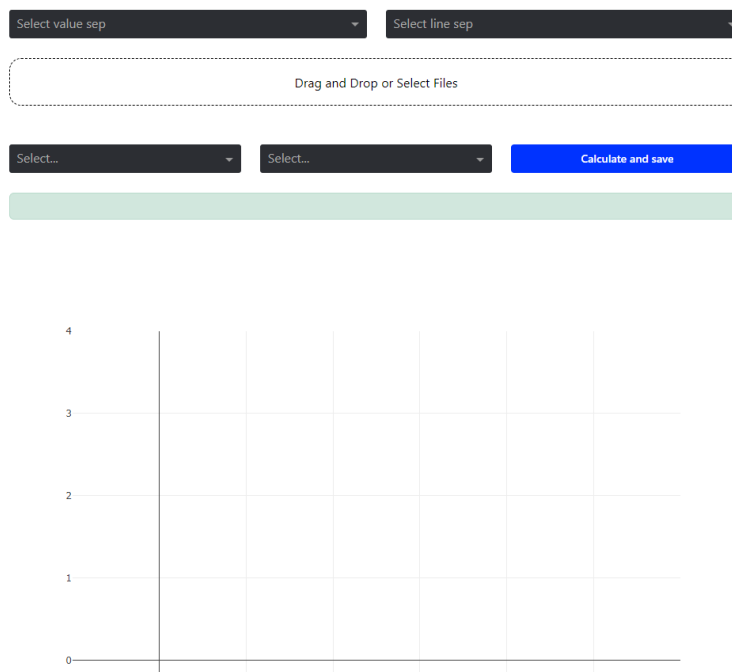 Select value sep
Select line sep
Drag and Drop or Select Files
Select...
Select...
Calculate and save
4
3
2
1
0